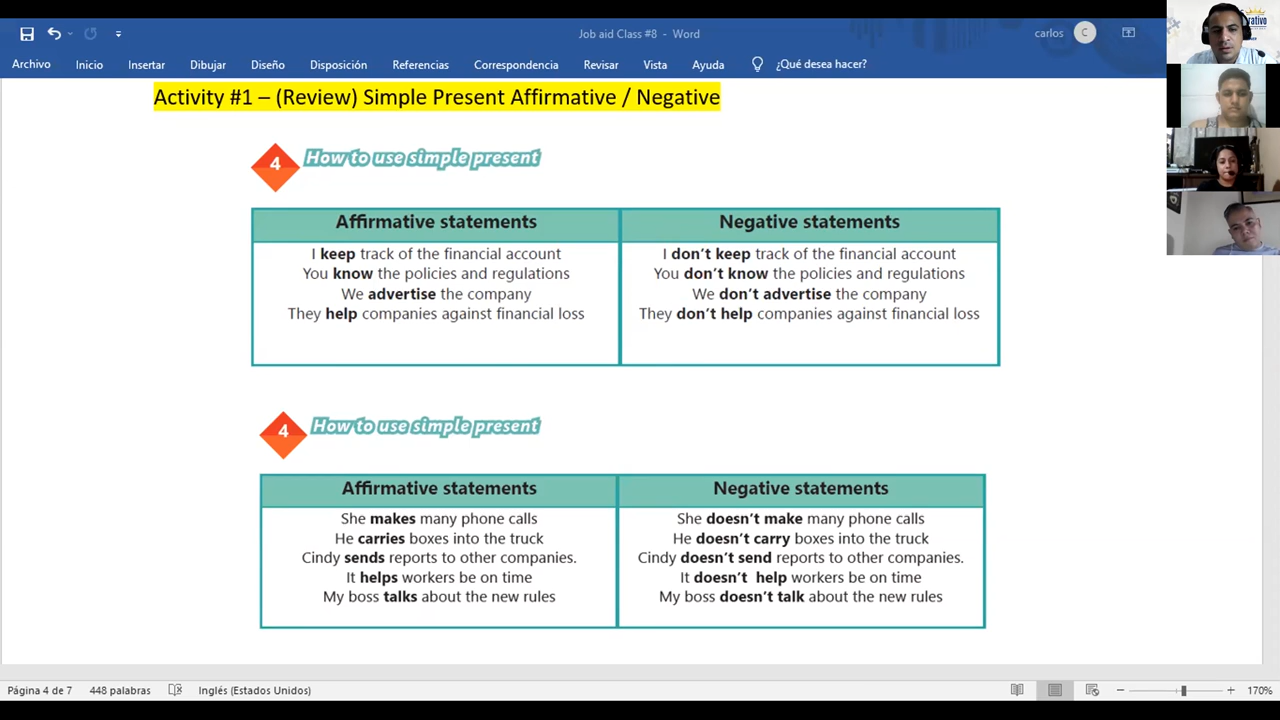 Job aid Class #8 - Word
carlos
C
Archivo Inicio Insertar Dibujar Diseño Disposición Referencias Correspondencia Revisar Vista Ayuda ¿Qué desea hacer?
Activity #1 – (Review) Simple Present Affirmative / Negative
4 How to use simple present
Affirmative statements
I keep track of the financial account
You know the policies and regulations
We advertise the company
They help companies against financial loss
Negative statements
I don't keep track of the financial account
You don't know the policies and regulations
We don't advertise the company
They don't help companies against financial loss
4 How to use simple present
Affirmative statements
She makes many phone calls
He carries boxes into the truck
Cindy sends reports to other companies.
It helps workers be on time
My boss talks about the new rules
Negative statements
She doesn't make many phone calls
He doesn't carry boxes into the truck
Cindy doesn't send reports to other companies.
It doesn't help workers be on time
My boss doesn't talk about the new rules
Página 4 de 7 448 palabras Inglés (Estados Unidos) 170%